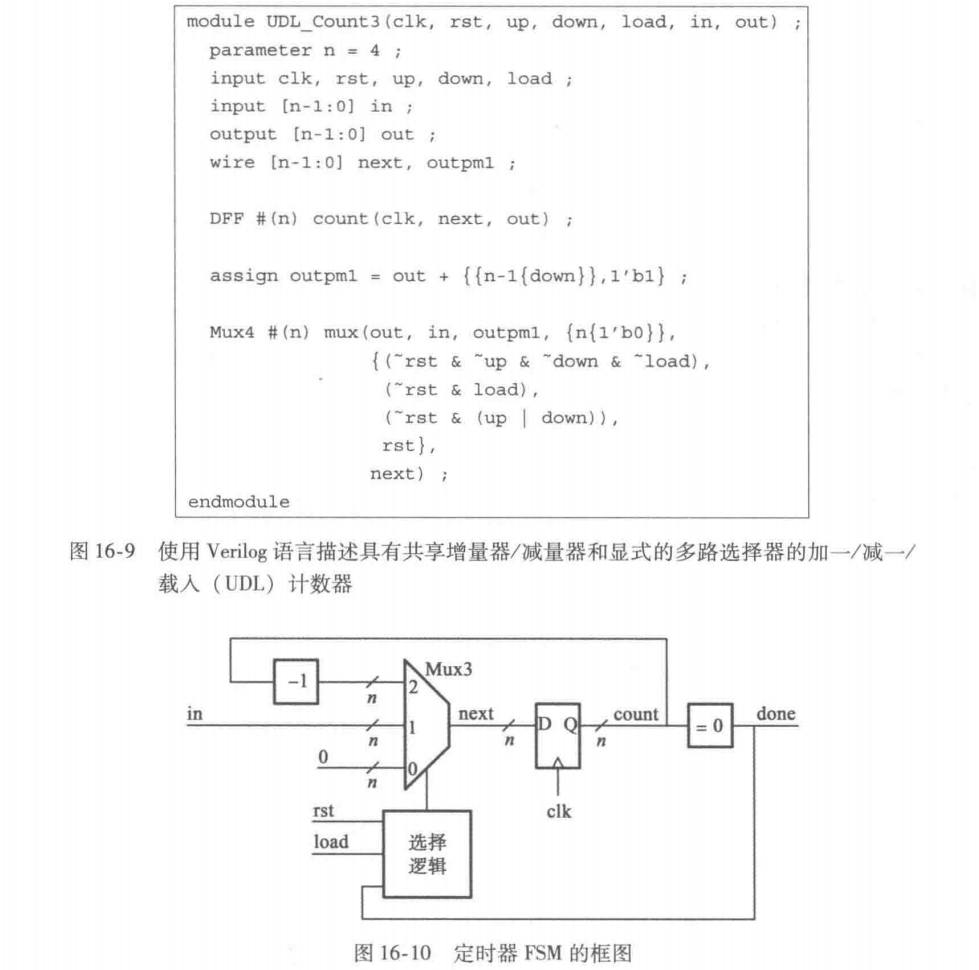 module UDL_Count3(clk, rst, up, down, load, in, out) ;
parameter n = 4 ;
input clk, rst, up, down, load ;
input [n-1:0] in ;
output [n-1:0] out ;
wire [n-1:0] next, outpm1 ;
DFF #(n) count(clk, next, out) ;
assign outpm1 = out + {{n-1{down}},1'b1} ;
Mux4 #(n) mux(out, in, outpm1, {n{1'b0}},
{(~rst & ~up & ~down & ~load),
(~rst & load),
(~rst & (up | down)),
rst},
next) ;
endmodule
图 16-9 使用 Verilog 语言描述具有共享增量器/减量器和显式的多路选择器的加一/减一/
载入（UDL）计数器
Mux3
-1
n
2
in
n
1
next
n
D Q
n
count
= 0
done
0
n
0
clk
rst
load
选择
逻辑
图 16-10 定时器 FSM 的框图